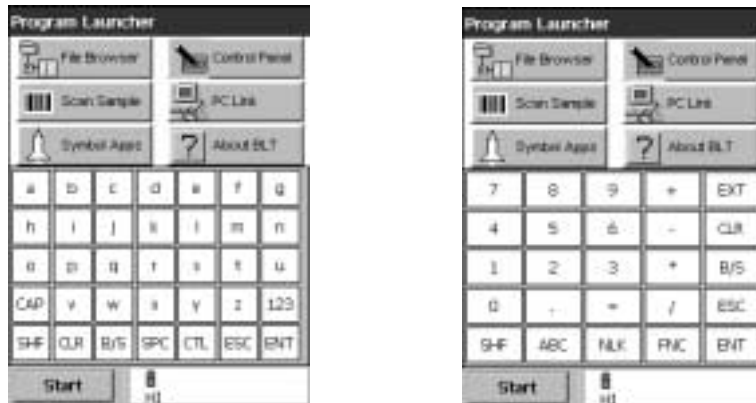 Program Launcher
File Browser Control Panel
Scan Sample PC Link
Symbol Apps About BLT
a b c d e f g
h i j k l m n
o p q r s t u
CAP v w x y z 123
SHF CLR B/S SPC CTL ESC ENT
Start
Program Launcher
File Browser Control Panel
Scan Sample PC Link
Symbol Apps About BLT
7 8 9 + EXT
4 5 6 - CLR
1 2 3 * B/S
0 . = / ESC
SHF ABC NLK FNC ENT
Start